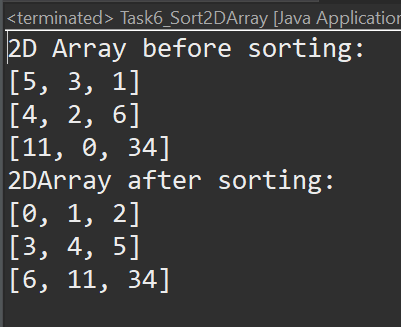 <terminated> Task6_Sort2DArray [Java Application
2D Array before sorting:
[5, 3, 1]
[4, 2, 6]
[11, 0, 34]
2DArray after sorting:
[0, 1, 2]
[3, 4, 5]
[6, 11, 34]